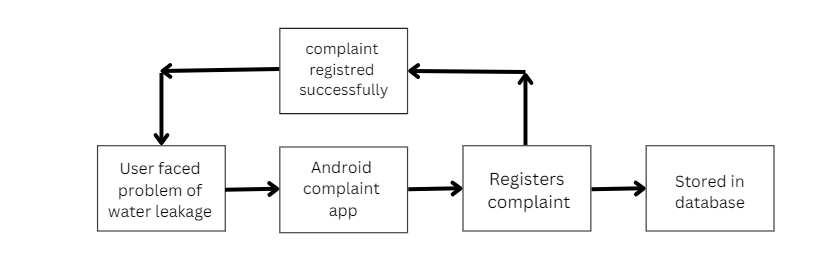 complaint
registred
successfully
User faced
problem of
water leakage
Android
complaint
app
Registers
complaint
Stored in
database